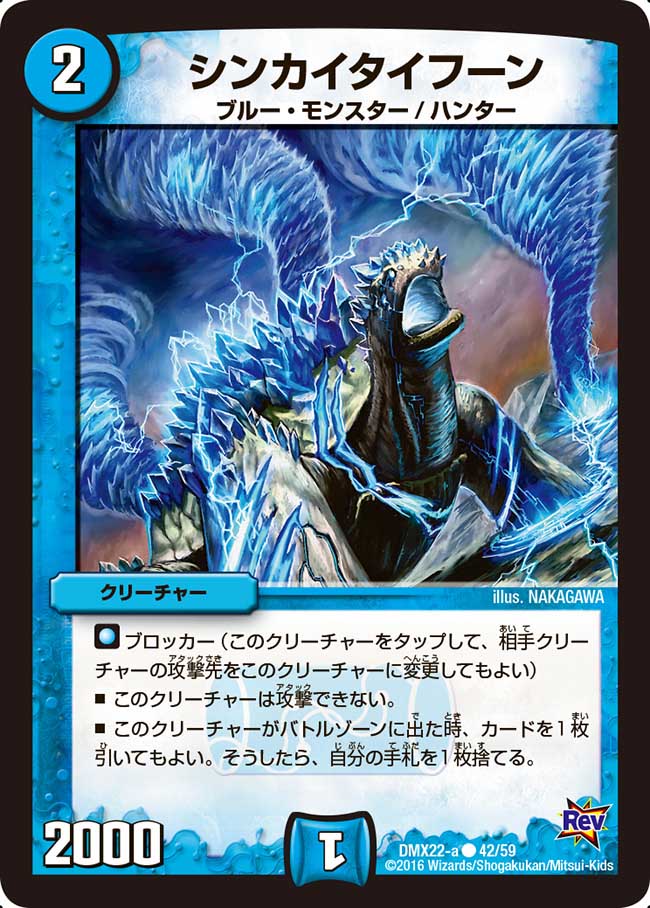 2
シンカイタイフーン
ブルー・モンスター / ハンター
クリーチャー
illus. NAKAGAWA
ブロッカー（このクリーチャーをタップして、相手クリー
チャーの攻撃先をこのクリーチャーに変更してもよい）
■ このクリーチャーは攻撃できない。
■ このクリーチャーがバトルゾーンに出た時、カードを1枚
引いてもよい。そうしたら、自分の手札を1枚捨てる。
2000
1
Rev
DMX22-a ● 42/59
©2016 Wizards/Shogakukan/Mitsui-Kids